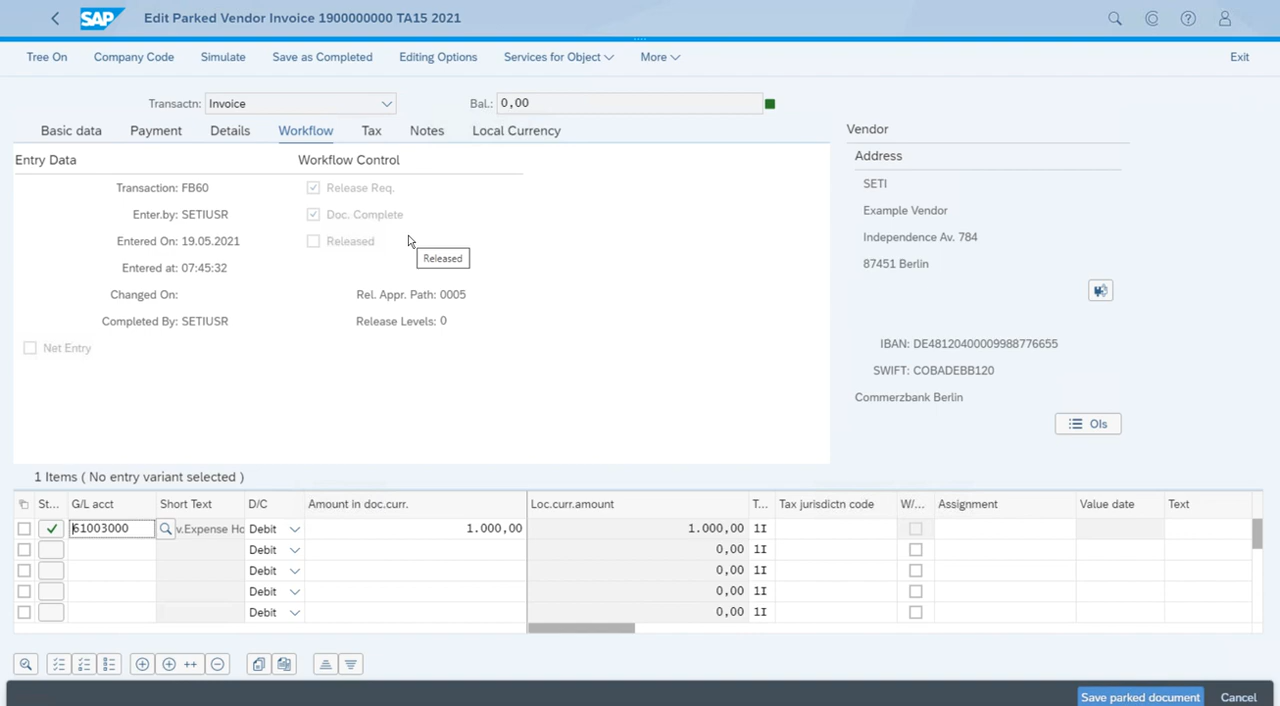 SAP Edit Parked Vendor Invoice 1900000000 TA15 2021
Tree On Company Code Simulate Save as Completed Editing Options Services for Object More Exit
Transactn: Invoice Bal.: 0,00
Basic data Payment Details Workflow Tax Notes Local Currency
Entry Data Workflow Control
Transaction: FB60 Release Req.
Enter.by: SETIUSR Doc. Complete
Entered On: 19.05.2021 Released
Released
Entered at: 07:45:32
Changed On: Rel. Appr. Path: 0005
Completed By: SETIUSR Release Levels: 0
Net Entry
Vendor
Address
SETI
Example Vendor
Independence Av. 784
87451 Berlin
IBAN: DE48120400009988776655
SWIFT: COBADEBB120
Commerzbank Berlin
OIs
1 Items ( No entry variant selected )
St... G/L acct Short Text D/C Amount in doc.curr. Loc.curr.amount T... Tax jurisdictn code W/... Assignment Value date Text
61003000 v.Expense Ho Debit 1.000,00 1.000,00 1I
Debit 0,00 1I
Debit 0,00 1I
Debit 0,00 1I
Debit 0,00 1I
Save parked document Cancel